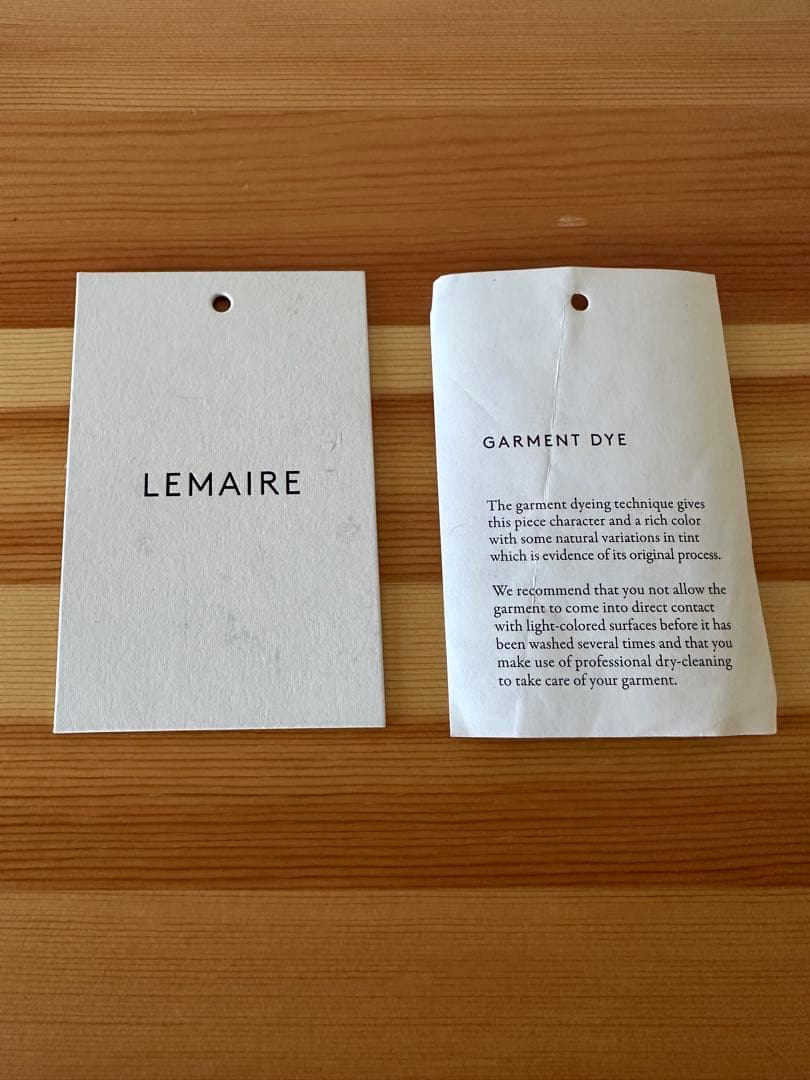 LEMAIRE
GARMENT DYE
The garment dyeing technique gives
this piece character and a rich color
with some natural variations in tint
which is evidence of its original process.
We recommend that you not allow the
garment to come into direct contact
with light-colored surfaces before it has
been washed several times and that you
make use of professional dry-cleaning
to take care of your garment.